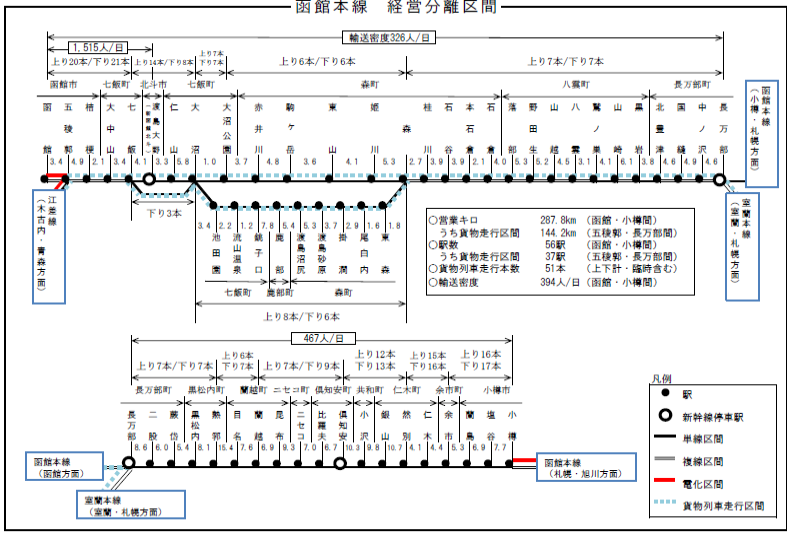 函館本線 経営分離区間
輸送密度326人/日
1,515人/日
上り20本/下り21本
上り14本/下り8本
上り7本
下り7本
上り6本/下り6本
上り7本/下り7本
函館市
七飯町
北斗市
七飯町
森町
八雲町
長万部町
函館
五稜郭
桔梗
大中山
七飯
渡島大野
(新函館北斗)
仁山
大沼
大沼公園
赤井川
駒ヶ岳
東山
姫川
森
桂川
石谷
本石倉
石倉
落部
野田生
山越
八雲
鷲ノ巣
山崎
黒岩
北豊津
国縫
中ノ沢
長万部
3.4 4.9 2.1 3.4 4.1 3.3 5.8 1.0 3.7 4.8 3.6 4.1 5.3 2.7 2.9 4.1 2.1 4.0 5.3 5.3 4.5 3.1 5.1 3.8 4.1 4.9 4.9 4.6
下り3本
3.4 2.2 1.2 7.8 5.4 2.3 3.9 3.4 1.7 8.0
池田園
流山温泉
銚子口
鹿部
渡島沼尻
渡島砂原
掛澗
尾白内
東森
七飯町
鹿部町
森町
上り8本/下り6本
江差線
(木古内・青森方面)
函館本線
(小樽・札幌方面)
室蘭本線
(室蘭・札幌方面)
○営業キロ 287.8km (函館・小樽間)
うち貨物走行区間 144.2km (五稜郭・長万部間)
○駅数 56駅 (函館・小樽間)
うち貨物走行区間 37駅 (五稜郭・長万部間)
○貨物列車走行本数 51本 (上下計・臨時含む)
○輸送密度 394人/日 (函館・小樽間)
467人/日
上り7本/下り7本
上り6本
下り7本
上り7本/下り9本
上り12本
下り13本
上り15本
下り16本
上り16本
下り17本
長万部町
黒松内町
蘭越町
ニセコ町
倶知安町
共和町
仁木町
余市町
小樽市
長万部
二股
蕨岱
黒松内
熱郛
目名
蘭越
昆布
ニセコ
比羅夫
倶知安
小沢
銀山
然別
仁木
余市
蘭島
塩谷
小樽
8.6 6.0 5.4 8.1 15.4 6.6 6.9 9.3 7.0 6.7 10.3 9.8 10.7 4.1 4.4 5.3 6.9 7.7
函館本線
(函館方面)
室蘭本線
(室蘭・札幌方面)
函館本線
(札幌・旭川方面)
凡例
駅
新幹線停車駅
単線区間
複線区間
電化区間
貨物列車走行区間